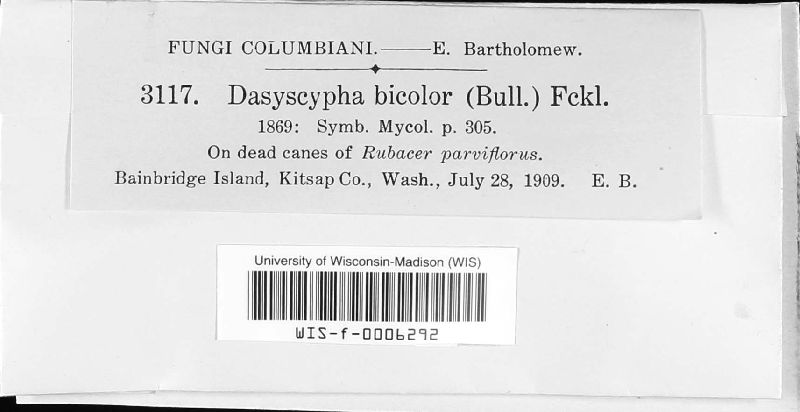 FUNGI COLUMBIANI.——E. Bartholomew.
3117. Dasyscypha bicolor (Bull.) Fckl.
1869: Symb. Mycol. p. 305.
On dead canes of Rubacer parviflorus.
Bainbridge Island, Kitsap Co., Wash., July 28, 1909. E. B.
University of Wisconsin-Madison (WIS)
WIS-f-0006292